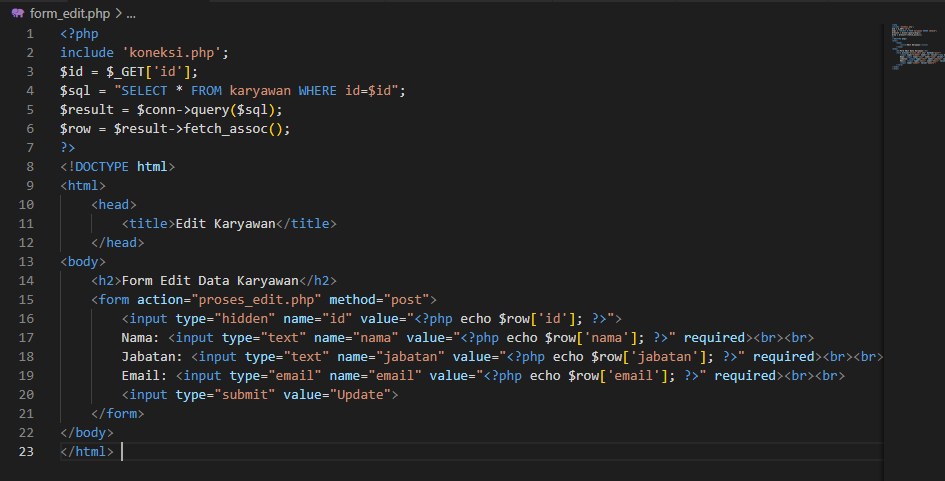 form_edit.php > ...
1 <?php
2 include 'koneksi.php';
3 $id = $_GET['id'];
4 $sql = "SELECT * FROM karyawan WHERE id=$id";
5 $result = $conn->query($sql);
6 $row = $result->fetch_assoc();
7 ?>
8 <!DOCTYPE html>
9 <html>
10     <head>
11         <title>Edit Karyawan</title>
12     </head>
13 <body>
14     <h2>Form Edit Data Karyawan</h2>
15     <form action="proses_edit.php" method="post">
16         <input type="hidden" name="id" value="<?php echo $row['id']; ?>">
17         Nama: <input type="text" name="nama" value="<?php echo $row['nama']; ?>" required><br><br>
18         Jabatan: <input type="text" name="jabatan" value="<?php echo $row['jabatan']; ?>" required><br><br>
19         Email: <input type="email" name="email" value="<?php echo $row['email']; ?>" required><br><br>
20         <input type="submit" value="Update">
21     </form>
22 </body>
23 </html>